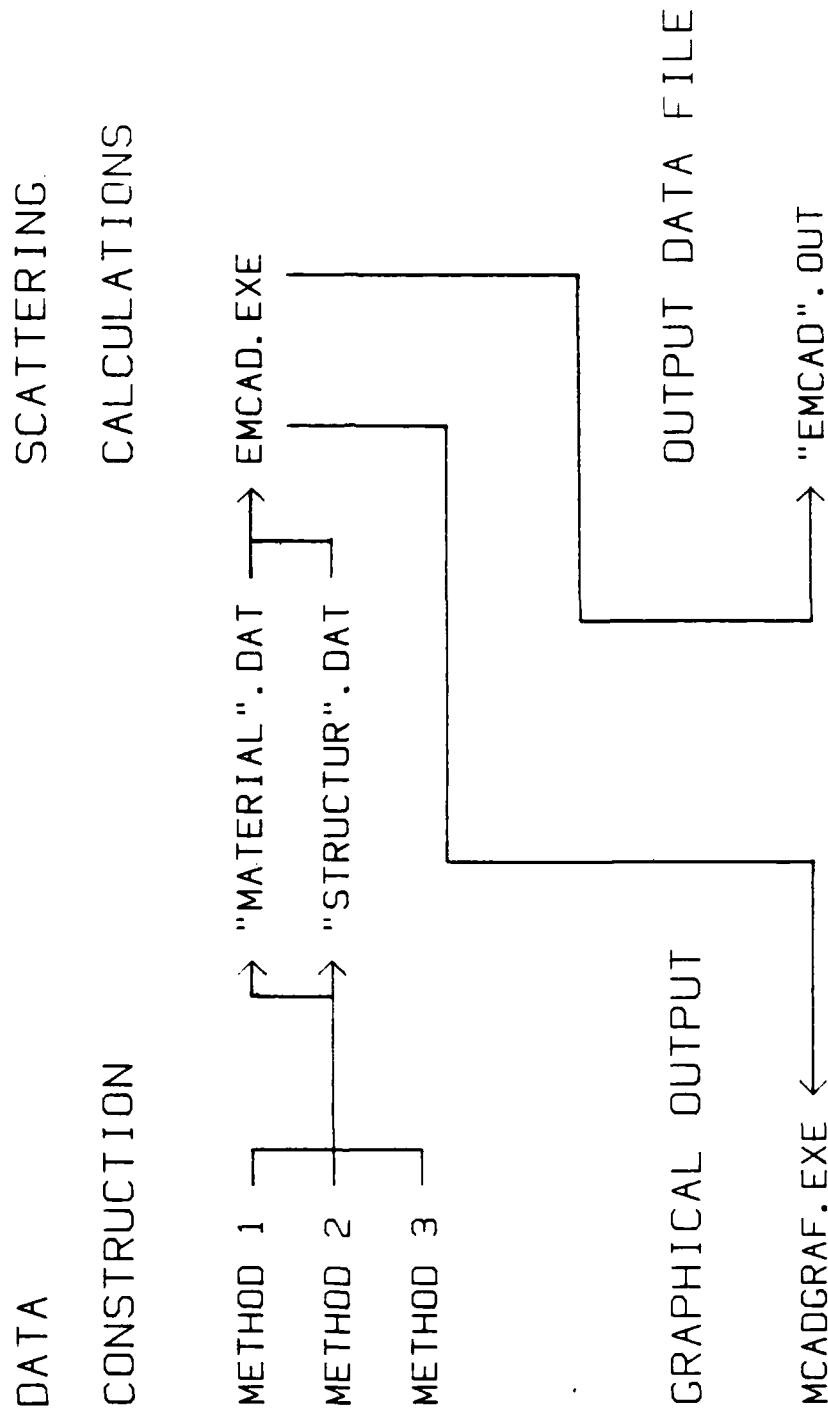 DATA
CONSTRUCTION
METHOD 1
METHOD 2
METHOD 3
"MATERIAL".DAT
"STRUCTUR".DAT
SCATTERING
CALCULATIONS
EMCAD.EXE
GRAPHICAL OUTPUT
MCADGRAF.EXE
OUTPUT DATA FILE
"EMCAD".OUT